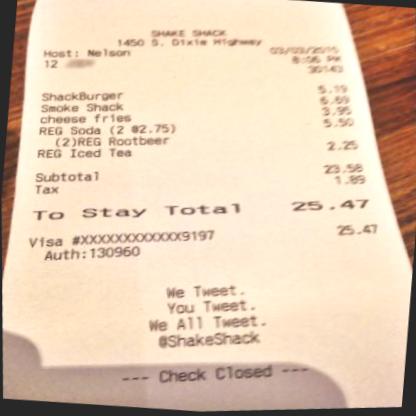 SHAKE SHACK
1450 S. Dixie Highway
Host: Nelson 03/03/2015
12 8:06 PM
30143
ShackBurger 5.19
Smoke Shack 6.69
cheese fries 3.95
REG Soda (2 @2.75) 5.50
(2)REG Rootbeer
REG Iced Tea 2.25
Subtotal 23.58
Tax 1.89
To Stay Total 25.47
Visa #XXXXXXXXXXXX9197 25.47
Auth:130960
We Tweet.
You Tweet.
We All Tweet.
@ShakeShack
--- Check Closed ---